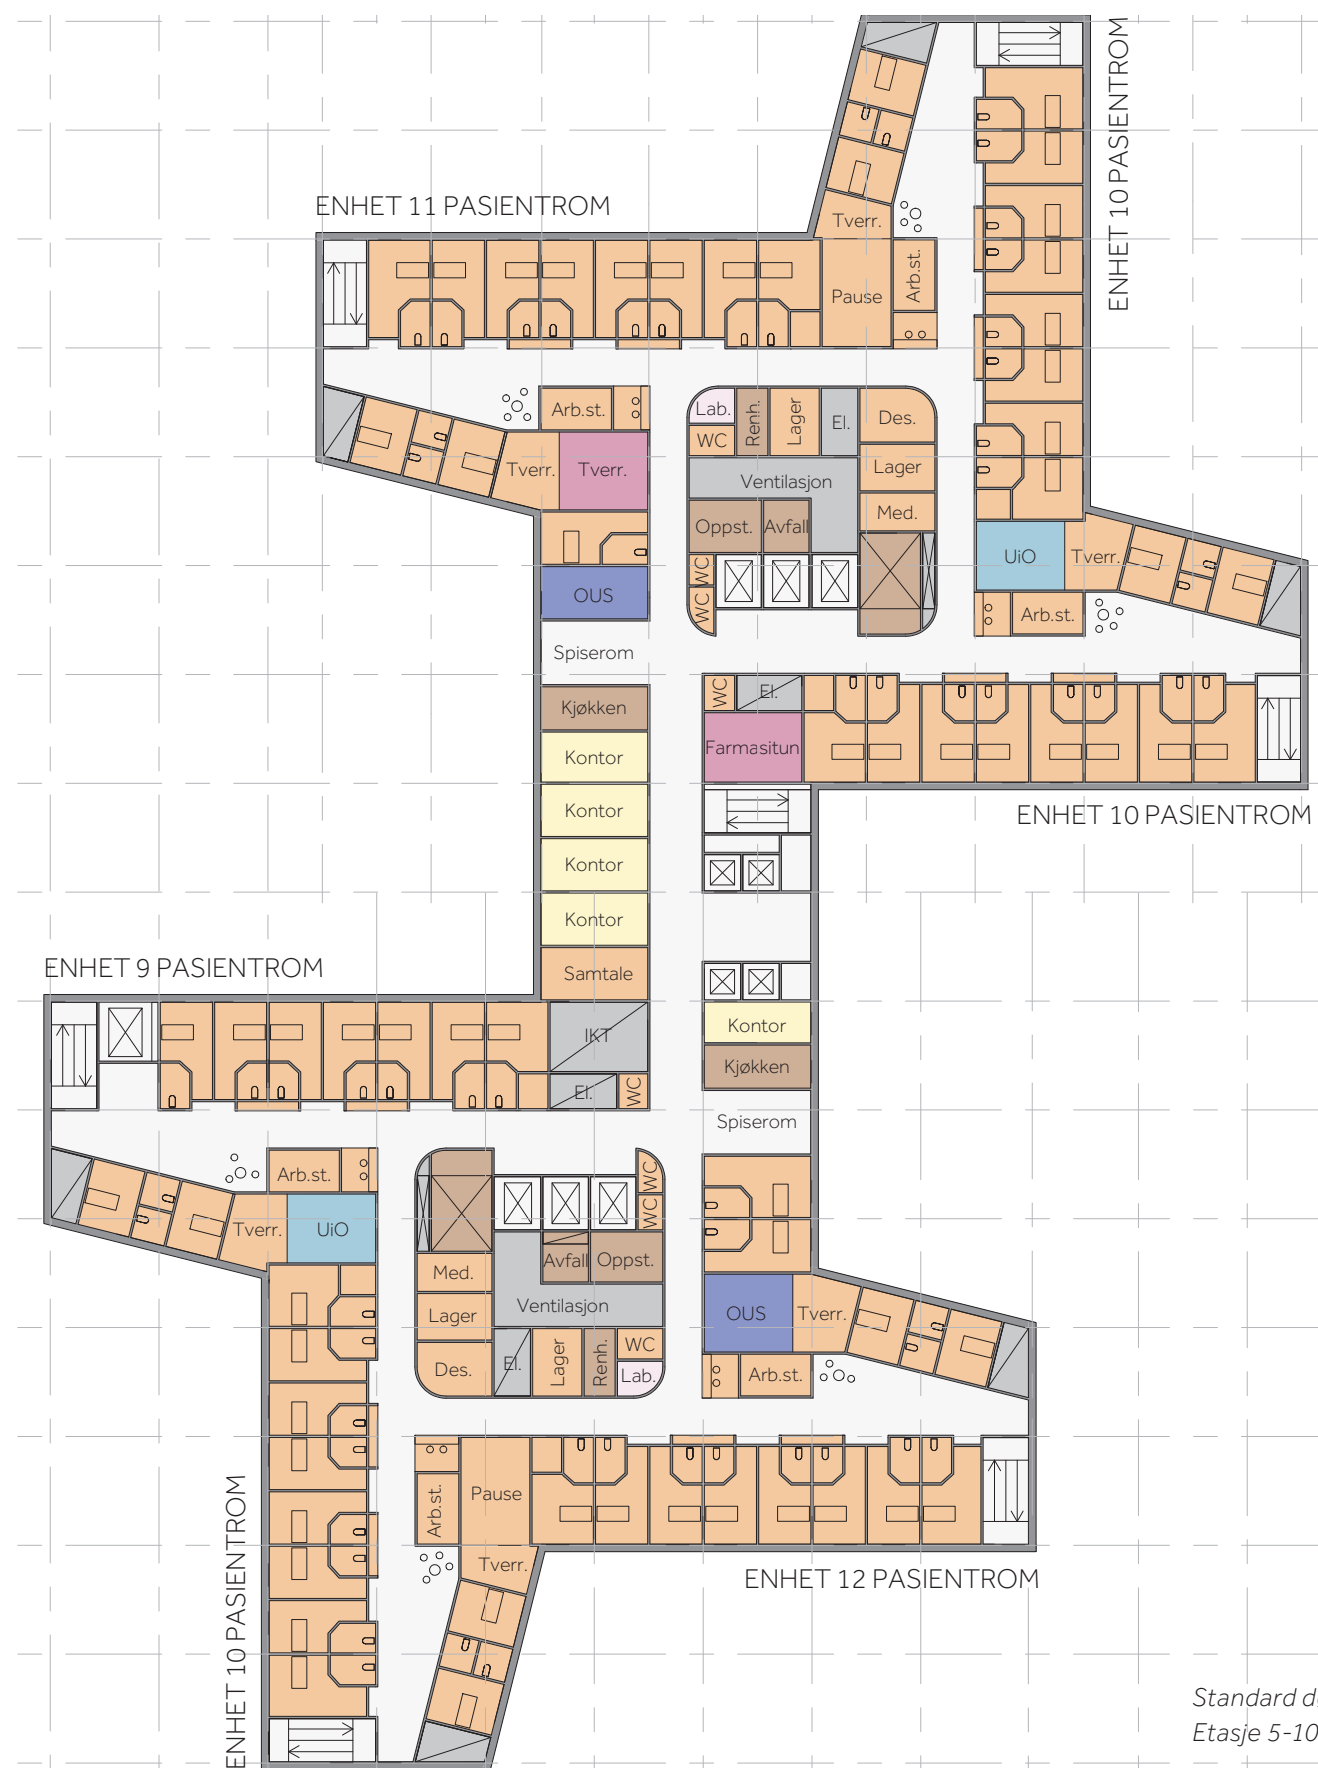 ENHET 10 PASIENTROM
ENHET 11 PASIENTROM
Tverr.
Pause
Arb.st.
Arb.st.
Lab.
WC
Renh.
Lager
El.
Des.
Tverr.
Tverr.
Ventilasjon
Lager
Oppst.
Avfall
Med.
UiO
Tverr.
WC
WC
OUS
Arb.st.
Spiserom
WC
El.
Kjøkken
Farmasitun
Kontor
Kontor
ENHET 10 PASIENTROM
Kontor
Kontor
ENHET 9 PASIENTROM
Samtale
IKT
Kontor
Kjøkken
El.
WC
Spiserom
Arb.st.
WC
WC
Tverr.
UiO
Avfall
Oppst.
Med.
Ventilasjon
Lager
OUS
Tverr.
Des.
El.
Lager
Renh.
WC
Lab.
Arb.st.
Pause
Arb.st.
Tverr.
ENHET 12 PASIENTROM
ENHET 10 PASIENTROM
Standard
Etasje 5-10